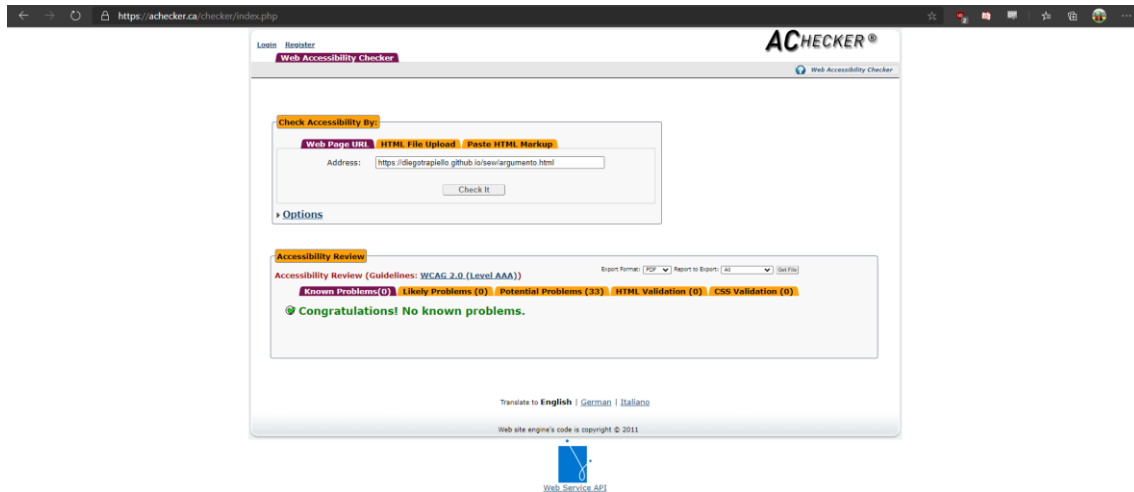 https://achecker.ca/checker/index.php
Login Register
ACHECKER®
Web Accessibility Checker
Web Accessibility Checker
Check Accessibility By:
Web Page URL HTML File Upload Paste HTML Markup
Address: https://diegotrapiello.github.io/sew/argumento.html
Check It
Options
Accessibility Review
Export Format: PDF Report to Export: All Get File
Accessibility Review (Guidelines: WCAG 2.0 (Level AAA))
Known Problems(0) Likely Problems (0) Potential Problems (33) HTML Validation (0) CSS Validation (0)
Congratulations! No known problems.
Translate to English | German | Italiano
Web site engine's code is copyright © 2011
Web Service API